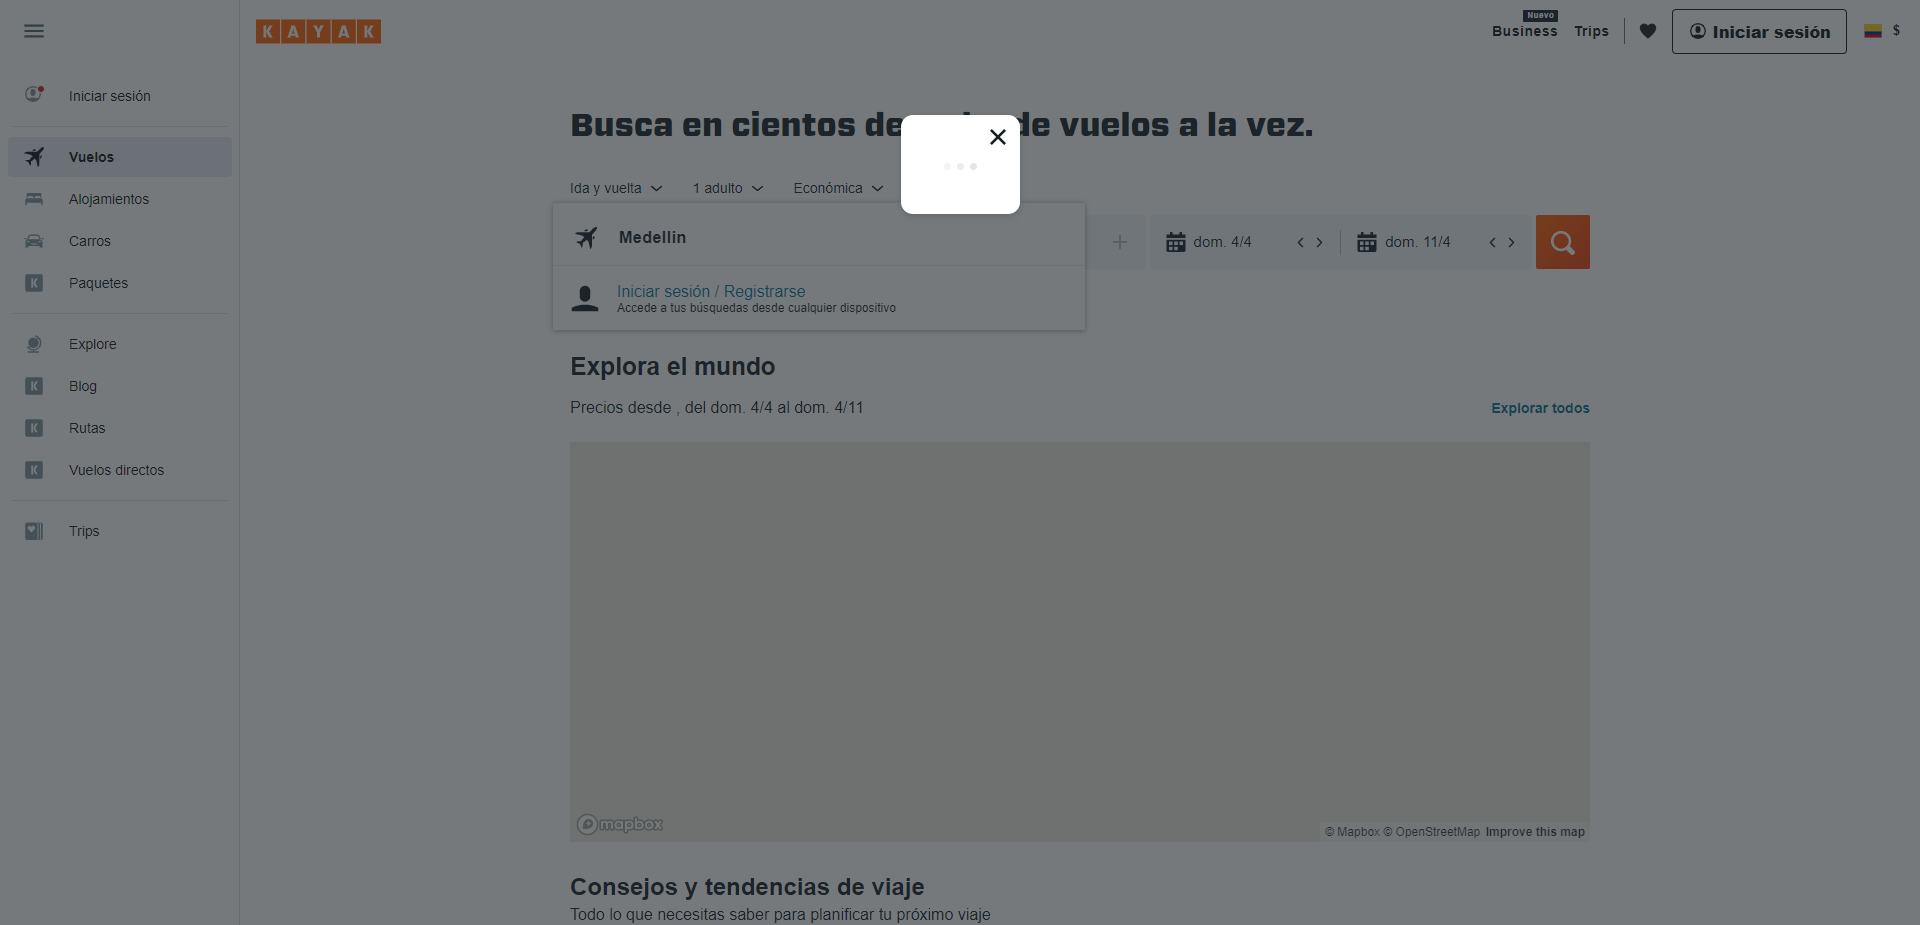 KAYAK
Nuevo
Business
Trips
Iniciar sesión
$
Iniciar sesión
Vuelos
Alojamientos
Carros
Paquetes
Explore
Blog
Rutas
Vuelos directos
Trips
Busca en cientos de de vuelos a la vez.
Ida y vuelta
1 adulto
Económica
Medellin
Iniciar sesión / Registrarse
Accede a tus búsquedas desde cualquier dispositivo
dom. 4/4
dom. 11/4
Explora el mundo
Precios desde , del dom. 4/4 al dom. 4/11
Explorar todos
mapbox
© Mapbox © OpenStreetMap Improve this map
Consejos y tendencias de viaje
Todo lo que necesitas saber para planificar tu próximo viaje